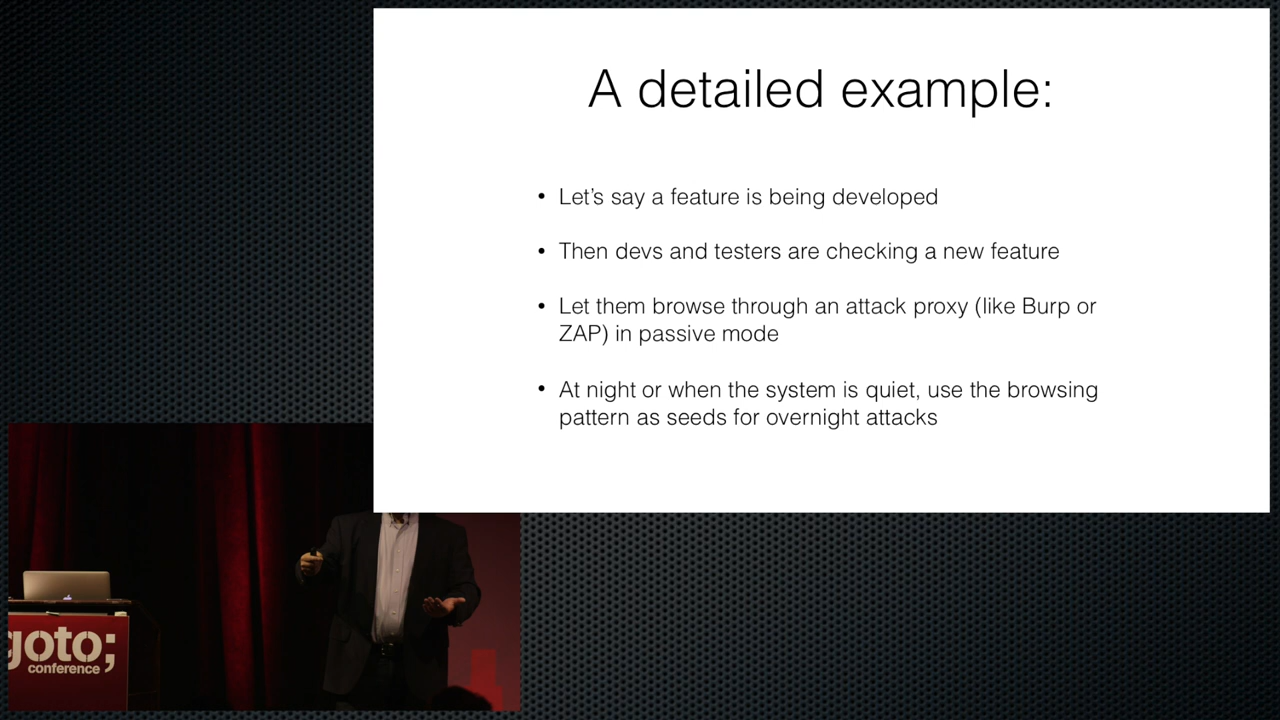 A detailed example:
• Let’s say a feature is being developed
• Then devs and testers are checking a new feature
• Let them browse through an attack proxy (like Burp or
ZAP) in passive mode
• At night or when the system is quiet, use the browsing
pattern as seeds for overnight attacks
goto;
conference